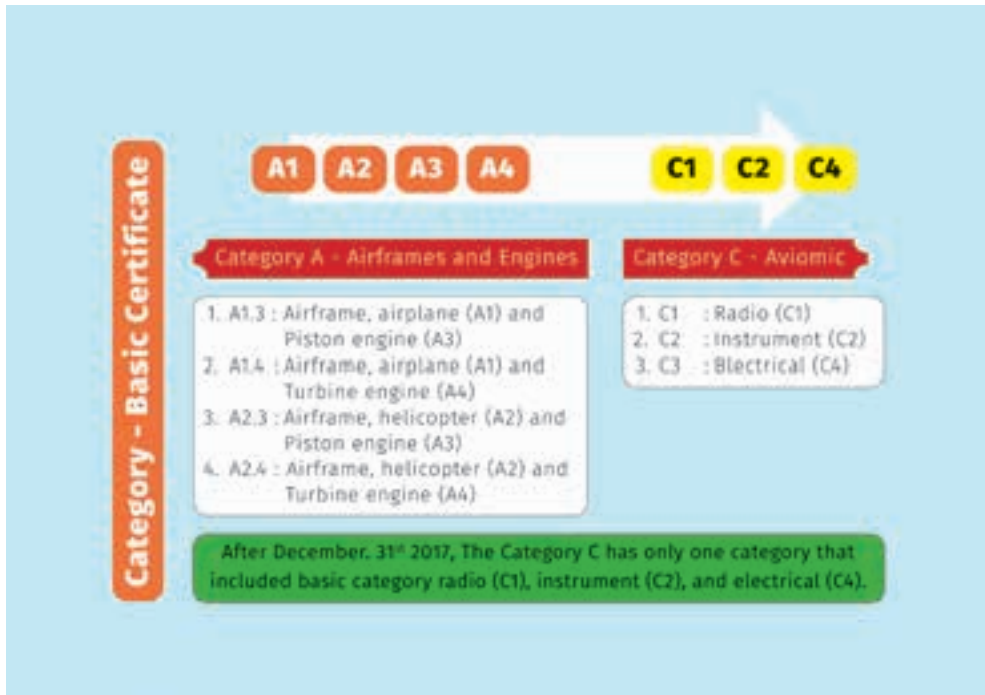 Category - Basic Certificate
A1 A2 A3 A4 C1 C2 C4
Category A - Airframes and Engines
1. A1.3 : Airframe, airplane (A1) and
Piston engine (A3)
2. A1.4 : Airframe, airplane (A1) and
Turbine engine (A4)
3. A2.3 : Airframe, helicopter (A2) and
Piston engine (A3)
4. A2.4 : Airframe, helicopter (A2) and
Turbine engine (A4)
Category C - Aviomic
1. C1 : Radio (C1)
2. C2 : Instrument (C2)
3. C3 : Blectrical (C4)
After December. 31st 2017, The Category C has only one category that
included basic category radio (C1), instrument (C2), and electrical (C4).